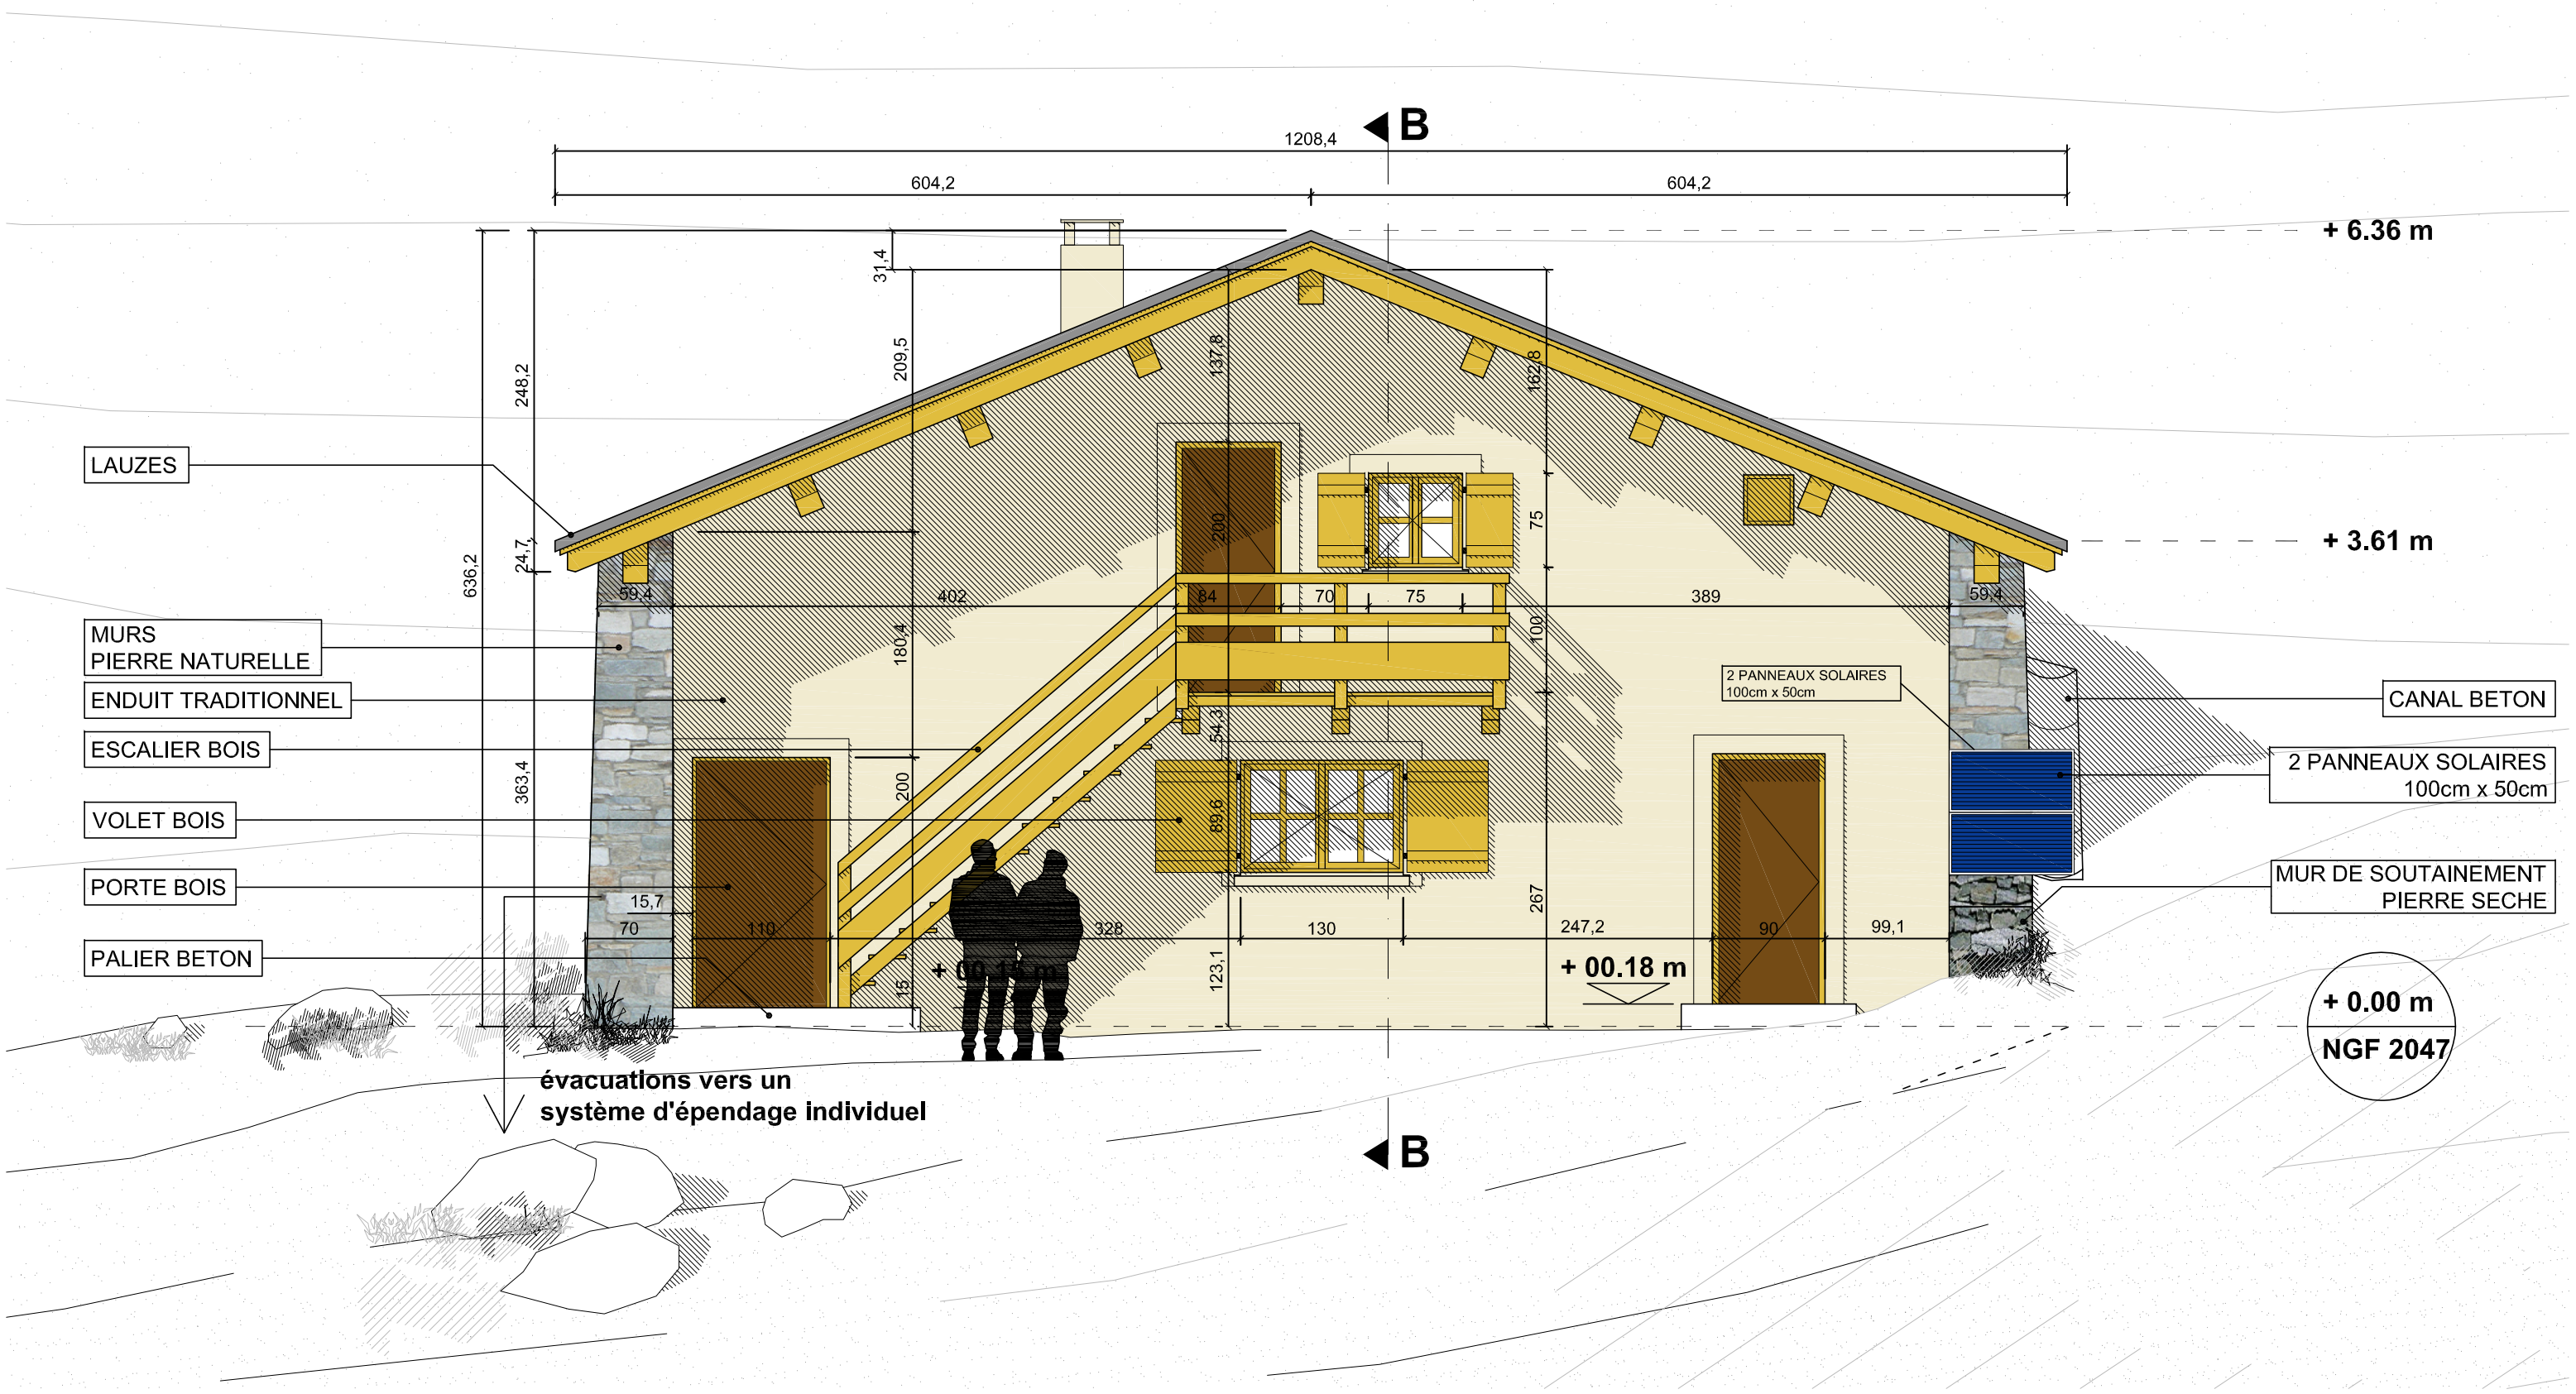 B
1208,4
604,2
604,2
+ 6.36 m
31,4
248,2
209,5
137,8
162,8
LAUZES
24,7
636,2
200
75
+ 3.61 m
59,4
402
84
70
75
389
59,4
MURS
PIERRE NATURELLE
180,4
100
2 PANNEAUX SOLAIRES
100cm x 50cm
ENDUIT TRADITIONNEL
CANAL BETON
ESCALIER BOIS
54,3
363,4
200
2 PANNEAUX SOLAIRES
100cm x 50cm
VOLET BOIS
89,6
PORTE BOIS
15,7
267
MUR DE SOUTAINEMENT
PIERRE SECHE
70
110
328
130
247,2
90
99,1
PALIER BETON
15
+ 00.15 m
123,1
+ 00.18 m
+ 0.00 m
NGF 2047
évacuations vers un
système d'épendage individuel
B